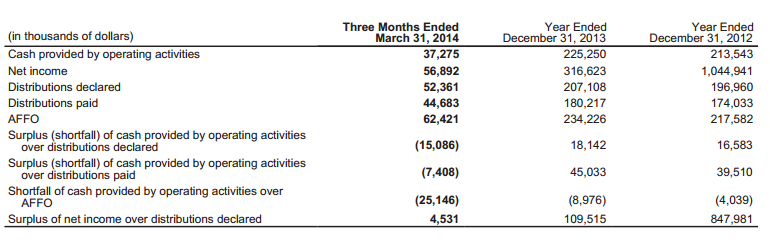 Three Months Ended Year Ended Year Ended
(in thousands of dollars) March 31, 2014 December 31, 2013 December 31, 2012
Cash provided by operating activities 37,275 225,250 213,543
Net income 56,892 316,623 1,044,941
Distributions declared 52,361 207,108 196,960
Distributions paid 44,683 180,217 174,033
AFFO 62,421 234,226 217,582
Surplus (shortfall) of cash provided by operating activities
over distributions declared (15,086) 18,142 16,583
Surplus (shortfall) of cash provided by operating activities
over distributions paid (7,408) 45,033 39,510
Shortfall of cash provided by operating activities over
AFFO (25,146) (8,976) (4,039)
Surplus of net income over distributions declared 4,531 109,515 847,981